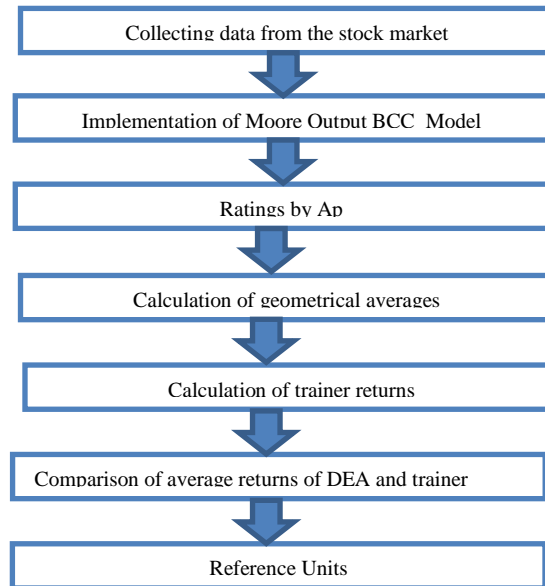 Collecting data from the stock market
Implementation of Moore Output BCC Model
Ratings by Ap
Calculation of geometrical averages
Calculation of trainer returns
Comparison of average returns of DEA and trainer
Reference Units